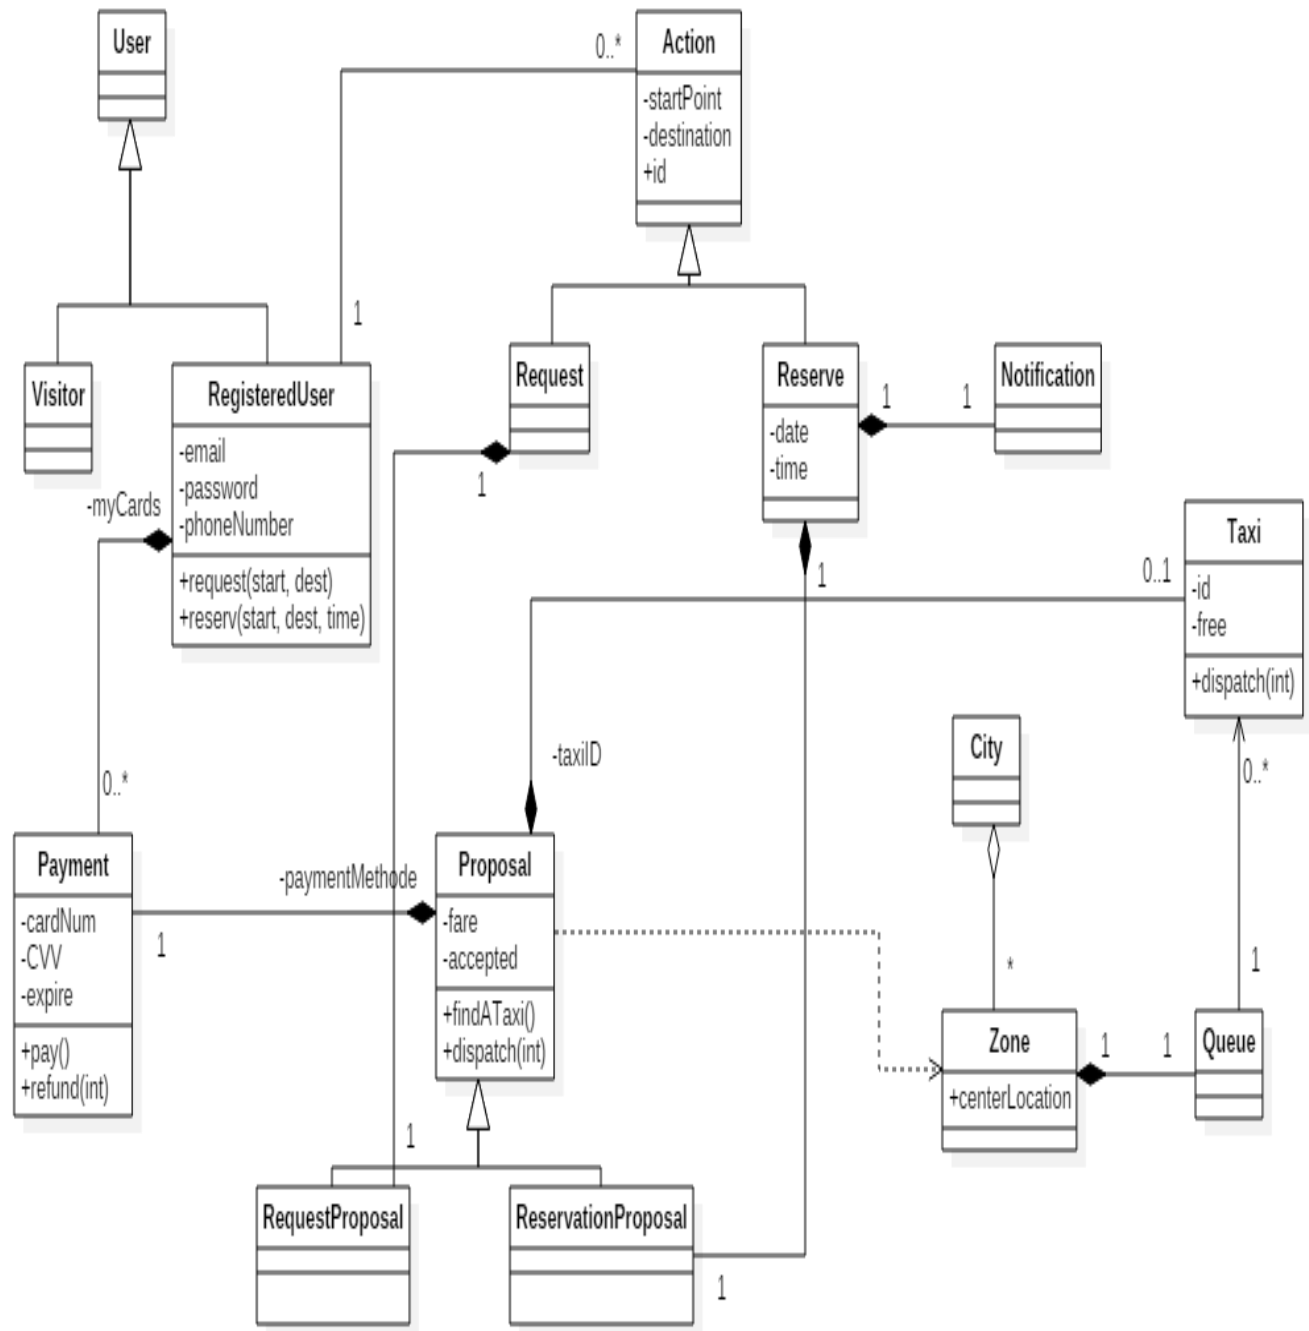 User
Action
-startPoint
-destination
+id
0..*
1
Visitor
RegisteredUser
-email
-password
-phoneNumber
+request(start, dest)
+reserv(start, dest, time)
-myCards
0..*
Request
1
Reserve
-date
-time
1
1
Notification
1
Taxi
-id
-free
+dispatch(int)
0..1
-taxiID
City
0..*
Payment
-cardNum
-CVV
-expire
+pay()
+refund(int)
1
-paymentMethode
Proposal
-fare
-accepted
+findATaxi()
+dispatch(int)
*
1
Zone
+centerLocation
1
1
Queue
1
RequestProposal
ReservationProposal
1